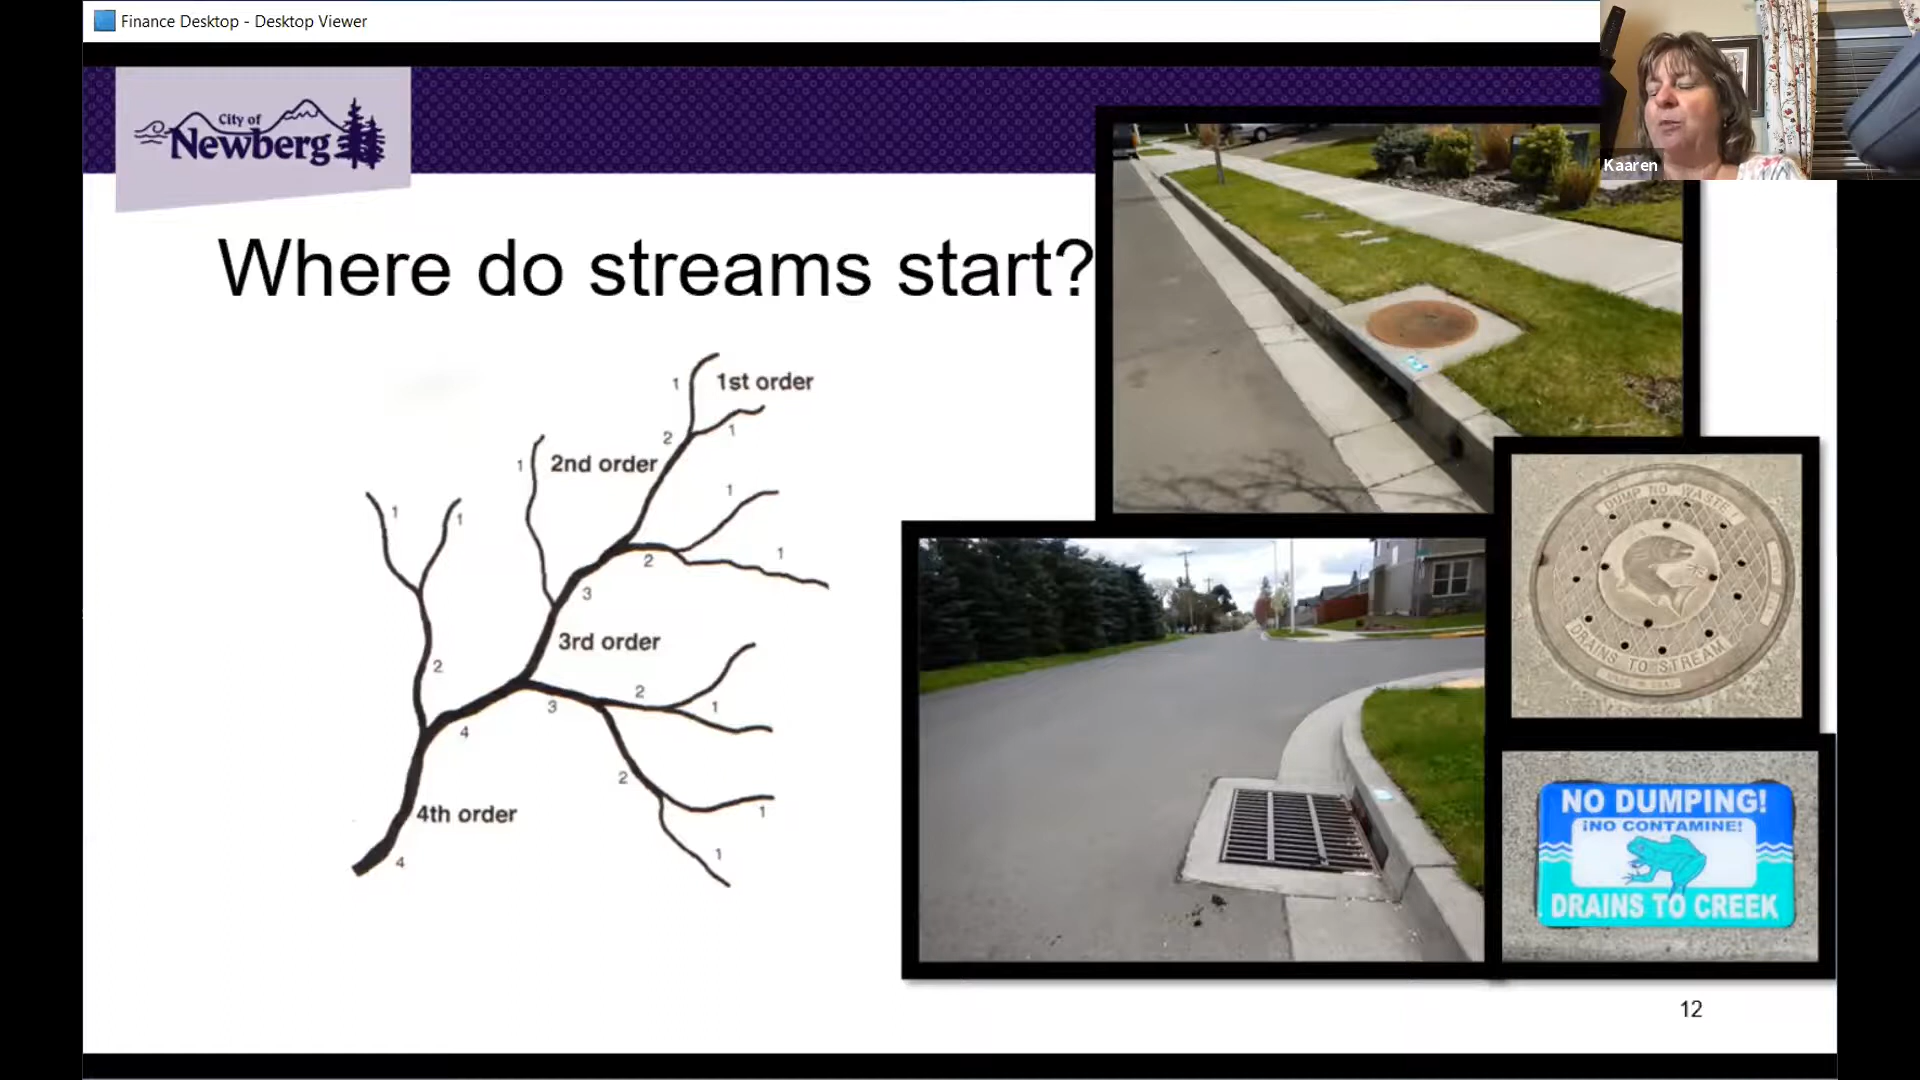 Finance Desktop - Desktop Viewer
Kaaren
City of
Newberg
Where do streams start?
1
1st order
1
2
1
2nd order
1
1
1
1
2
3
3rd order
2
2
1
3
4
2
1
4th order
1
4
DUMP NO WASTE!
DRAINS TO STREAM
NO DUMPING!
¡NO CONTAMINE!
DRAINS TO CREEK
12